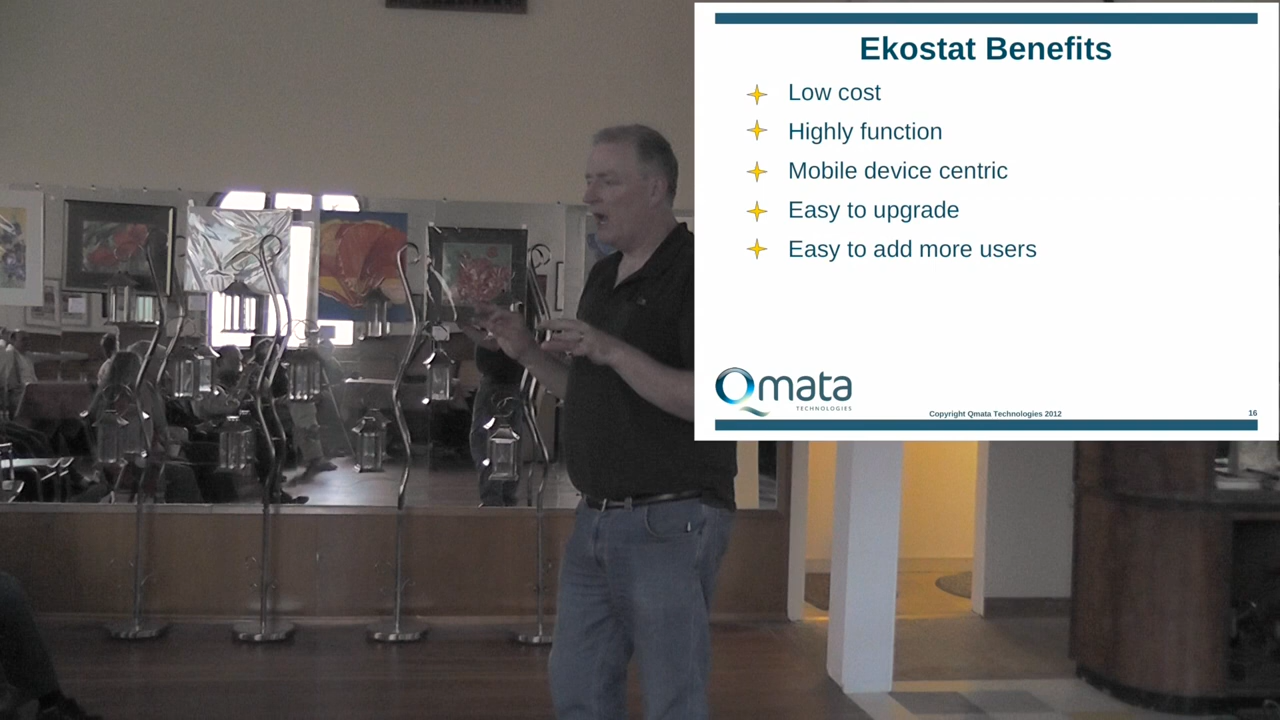 Ekostat Benefits
Low cost
Highly function
Mobile device centric
Easy to upgrade
Easy to add more users
Qmata
TECHNOLOGIES
Copyright Qmata Technologies 2012
16